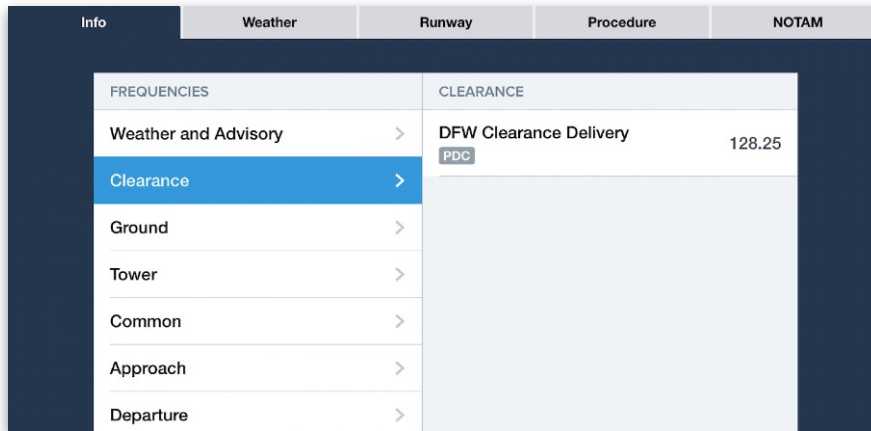 Info
Weather
Runway
Procedure
NOTAM
FREQUENCIES
Weather and Advisory
Clearance
Ground
Tower
Common
Approach
Departure
CLEARANCE
DFW Clearance Delivery
PDC
128.25